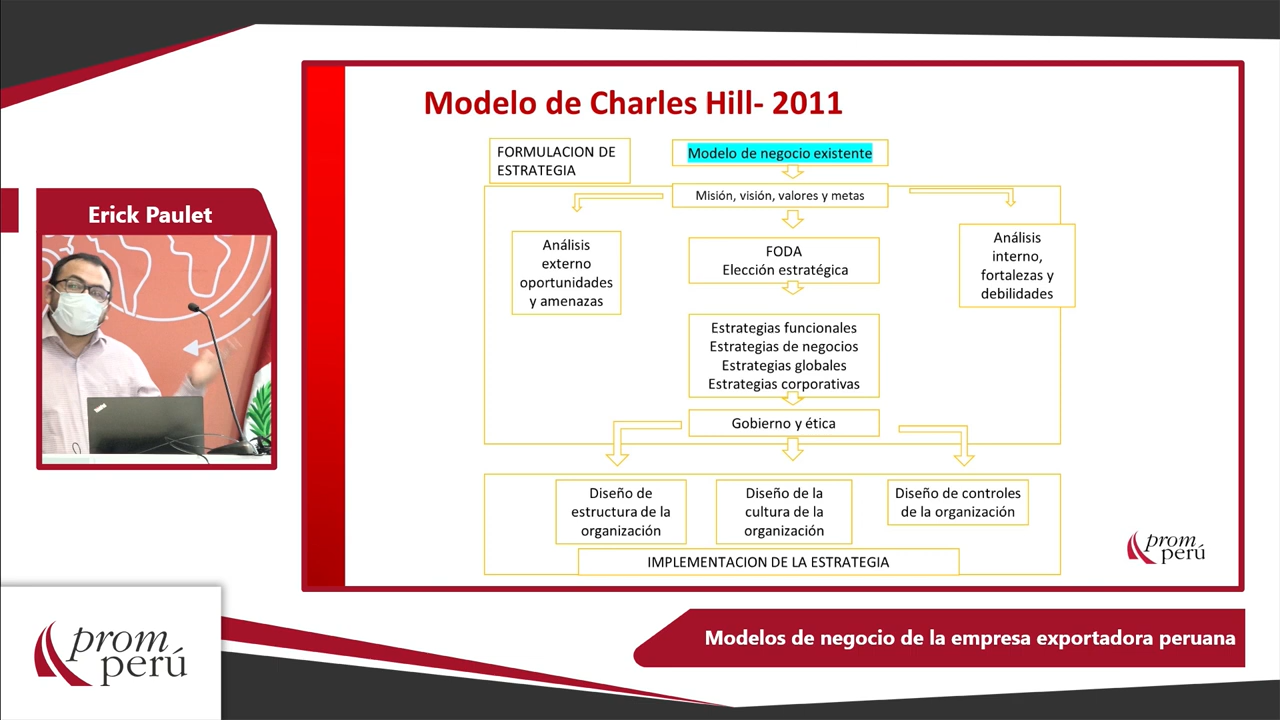 Modelo de Charles Hill- 2011
FORMULACION DE
ESTRATEGIA
Modelo de negocio existente
Misión, visión, valores y metas
Análisis
externo
oportunidades
y amenazas
FODA
Elección estratégica
Análisis
interno,
fortalezas y
debilidades
Estrategias funcionales
Estrategias de negocios
Estrategias globales
Estrategias corporativas
Gobierno y ética
Diseño de
estructura de la
organización
Diseño de la
cultura de la
organización
Diseño de controles
de la organización
IMPLEMENTACION DE LA ESTRATEGIA
prom
perú
Erick Paulet
prom
perú
Modelos de negocio de la empresa exportadora peruana